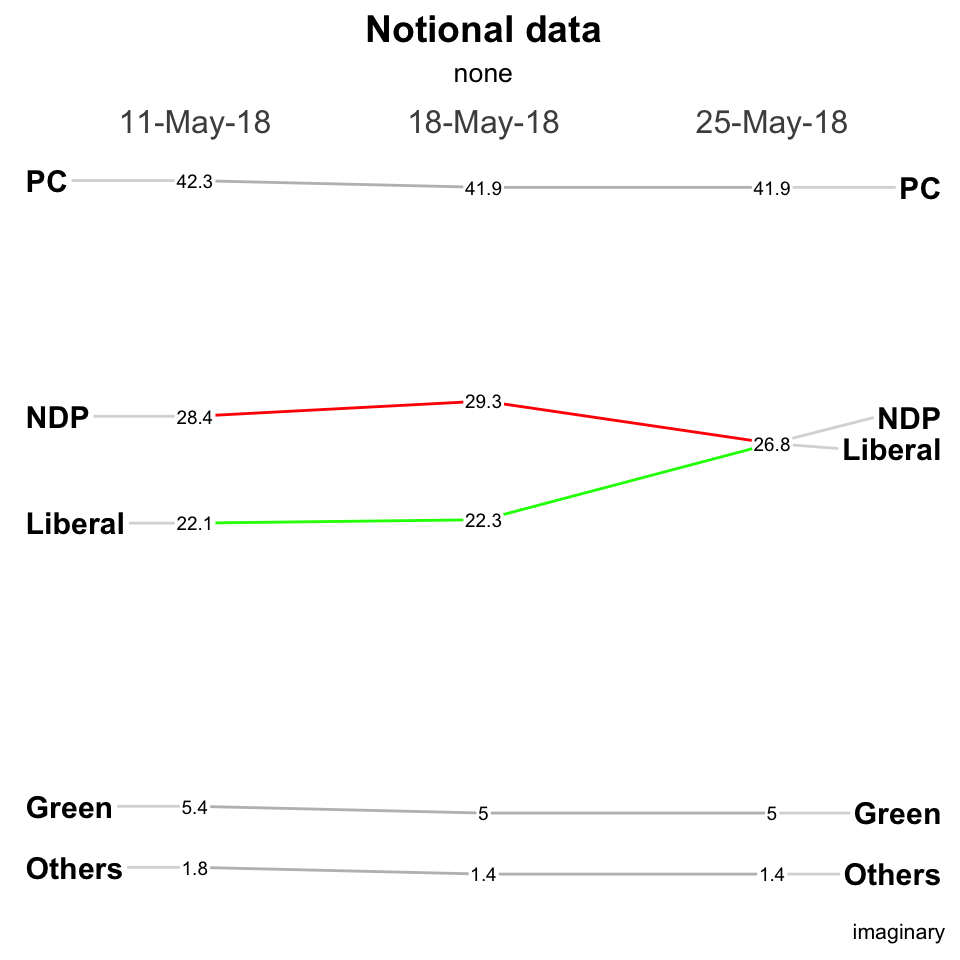 Notional data
none
11-May-18 18-May-18 25-May-18
PC 42.3 41.9 41.9 PC
NDP 28.4 29.3 26.8 NDP
Liberal
Liberal 22.1 22.3
Green 5.4 5 5 Green
Others 1.8 1.4 1.4 Others
imaginary